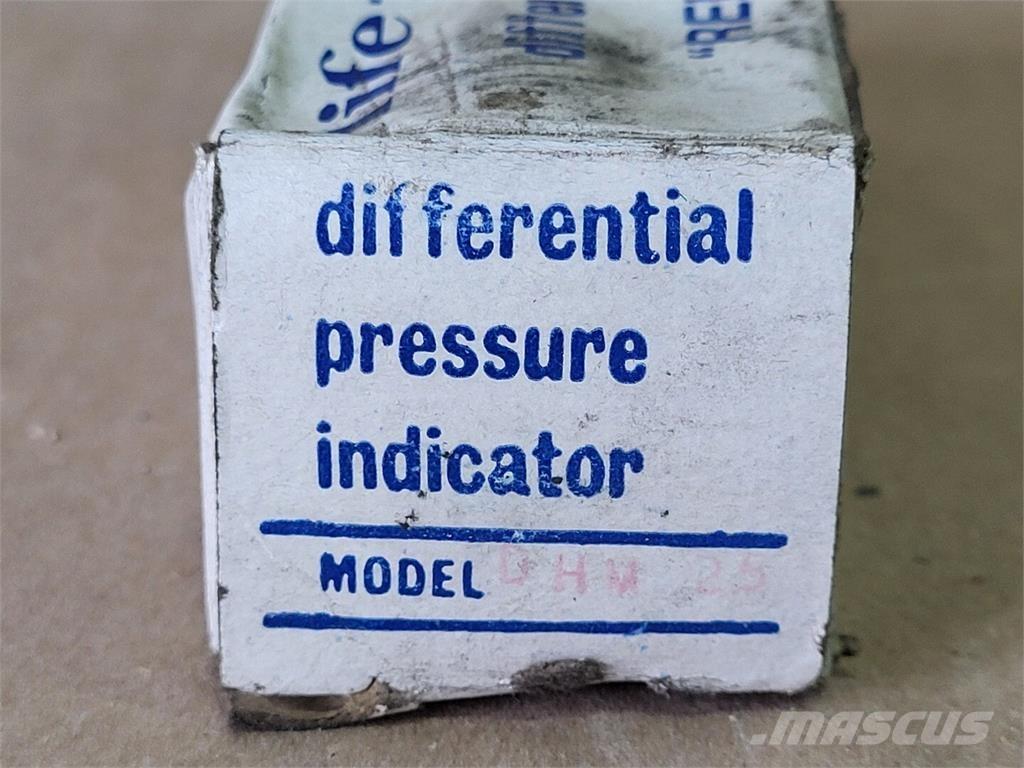 differential
pressure
indicator
MODEL DHW 25
MASCUS